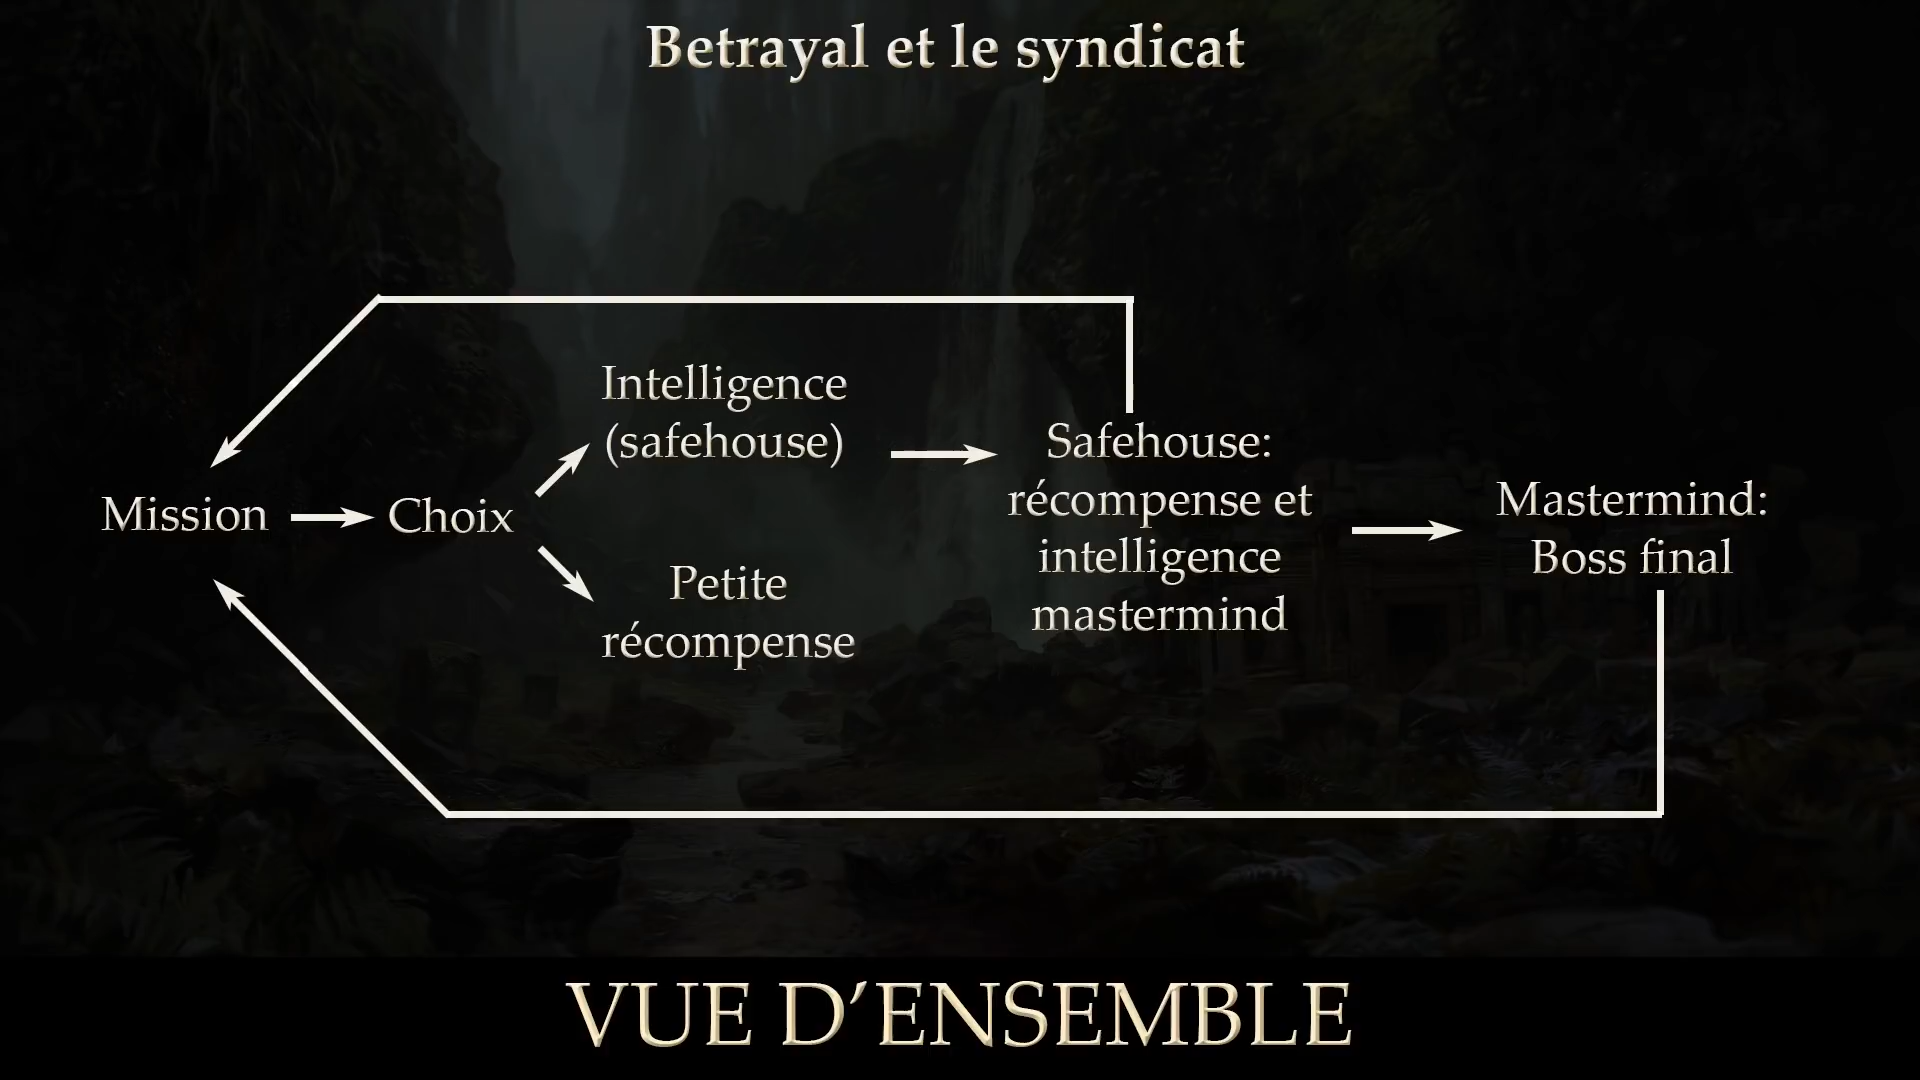 Betrayal et le syndicat
Mission
Choix
Intelligence
(safehouse)
Petite
récompense
Safehouse:
récompense et
intelligence
mastermind
Mastermind:
Boss final
VUE D’ENSEMBLE